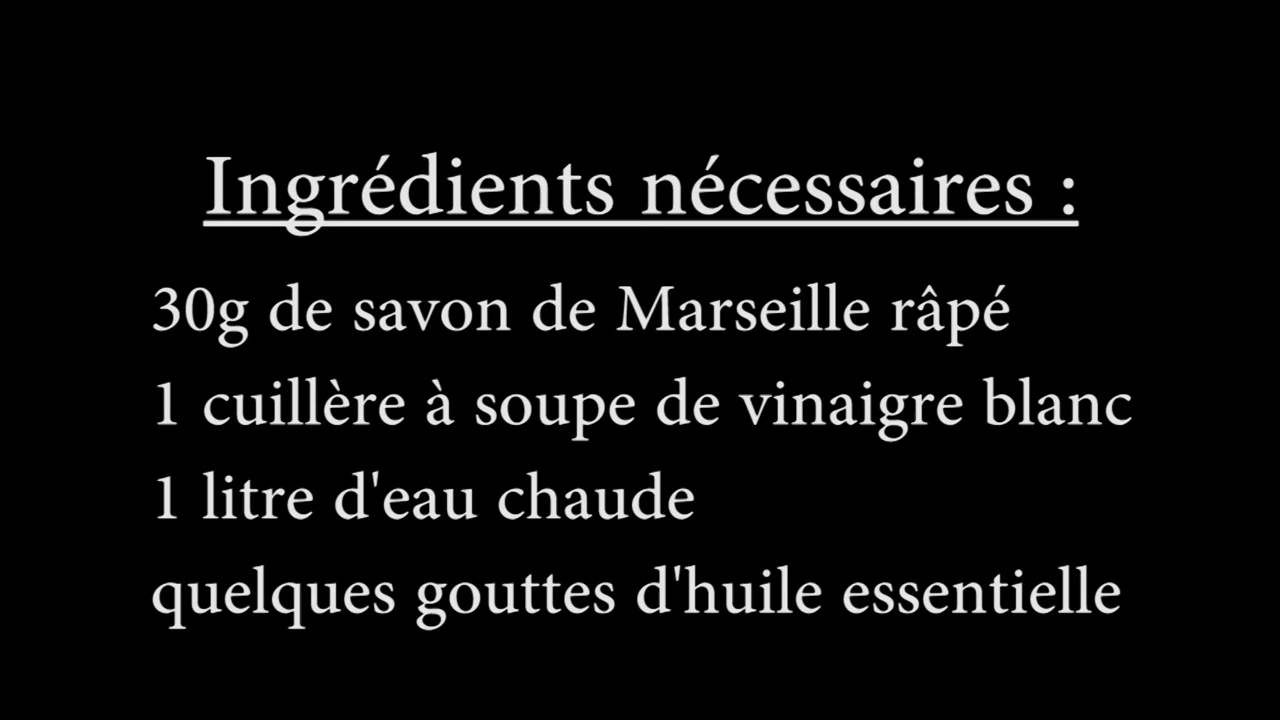 Ingrédients nécessaires :
30g de savon de Marseille râpé
1 cuillère à soupe de vinaigre blanc
1 litre d'eau chaude
quelques gouttes d'huile essentielle